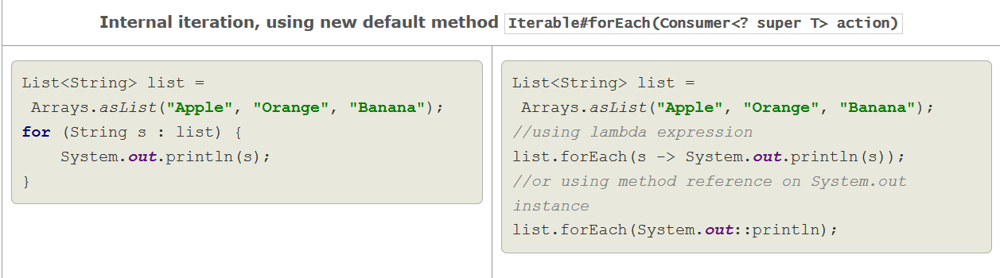 Internal iteration, using new default method Iterable#forEach(Consumer<? super T> action)
List<String> list =
 Arrays.asList("Apple", "Orange", "Banana");
for (String s : list) {
    System.out.println(s);
}
List<String> list =
 Arrays.asList("Apple", "Orange", "Banana");
//using lambda expression
list.forEach(s -> System.out.println(s));
//or using method reference on System.out
instance
list.forEach(System.out::println);